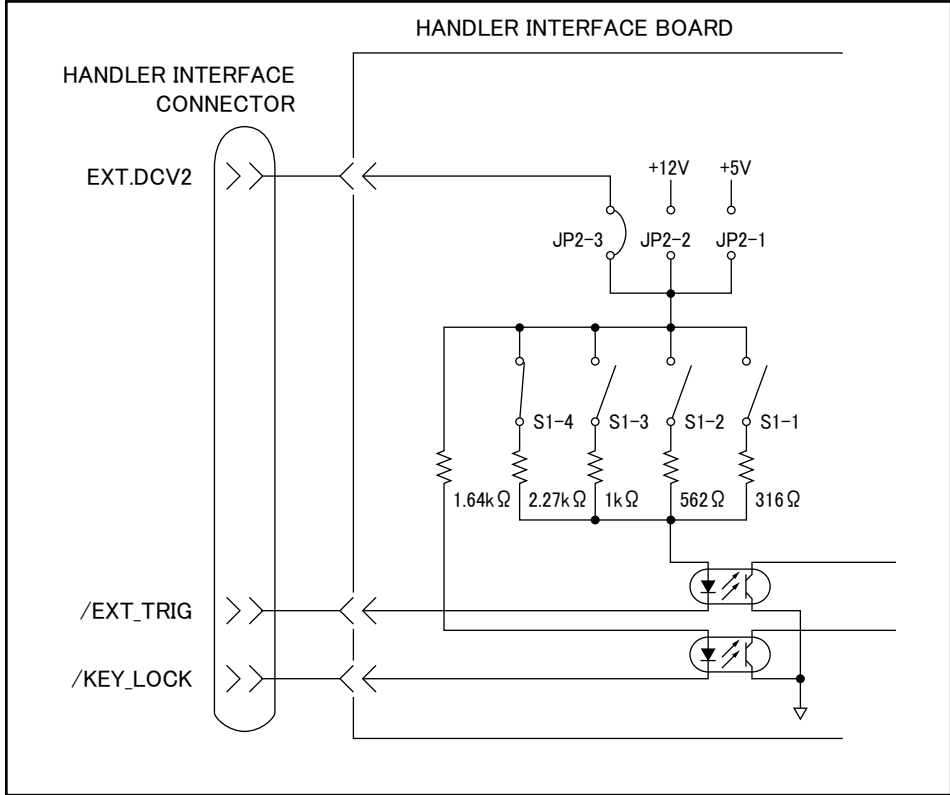 HANDLER INTERFACE BOARD
HANDLER INTERFACE
CONNECTOR
EXT.DCV2
+12V
+5V
JP2-3
JP2-2
JP2-1
S1-4
S1-3
S1-2
S1-1
1.64kΩ
2.27kΩ
1kΩ
562Ω
316Ω
/EXT_TRIG
/KEY_LOCK